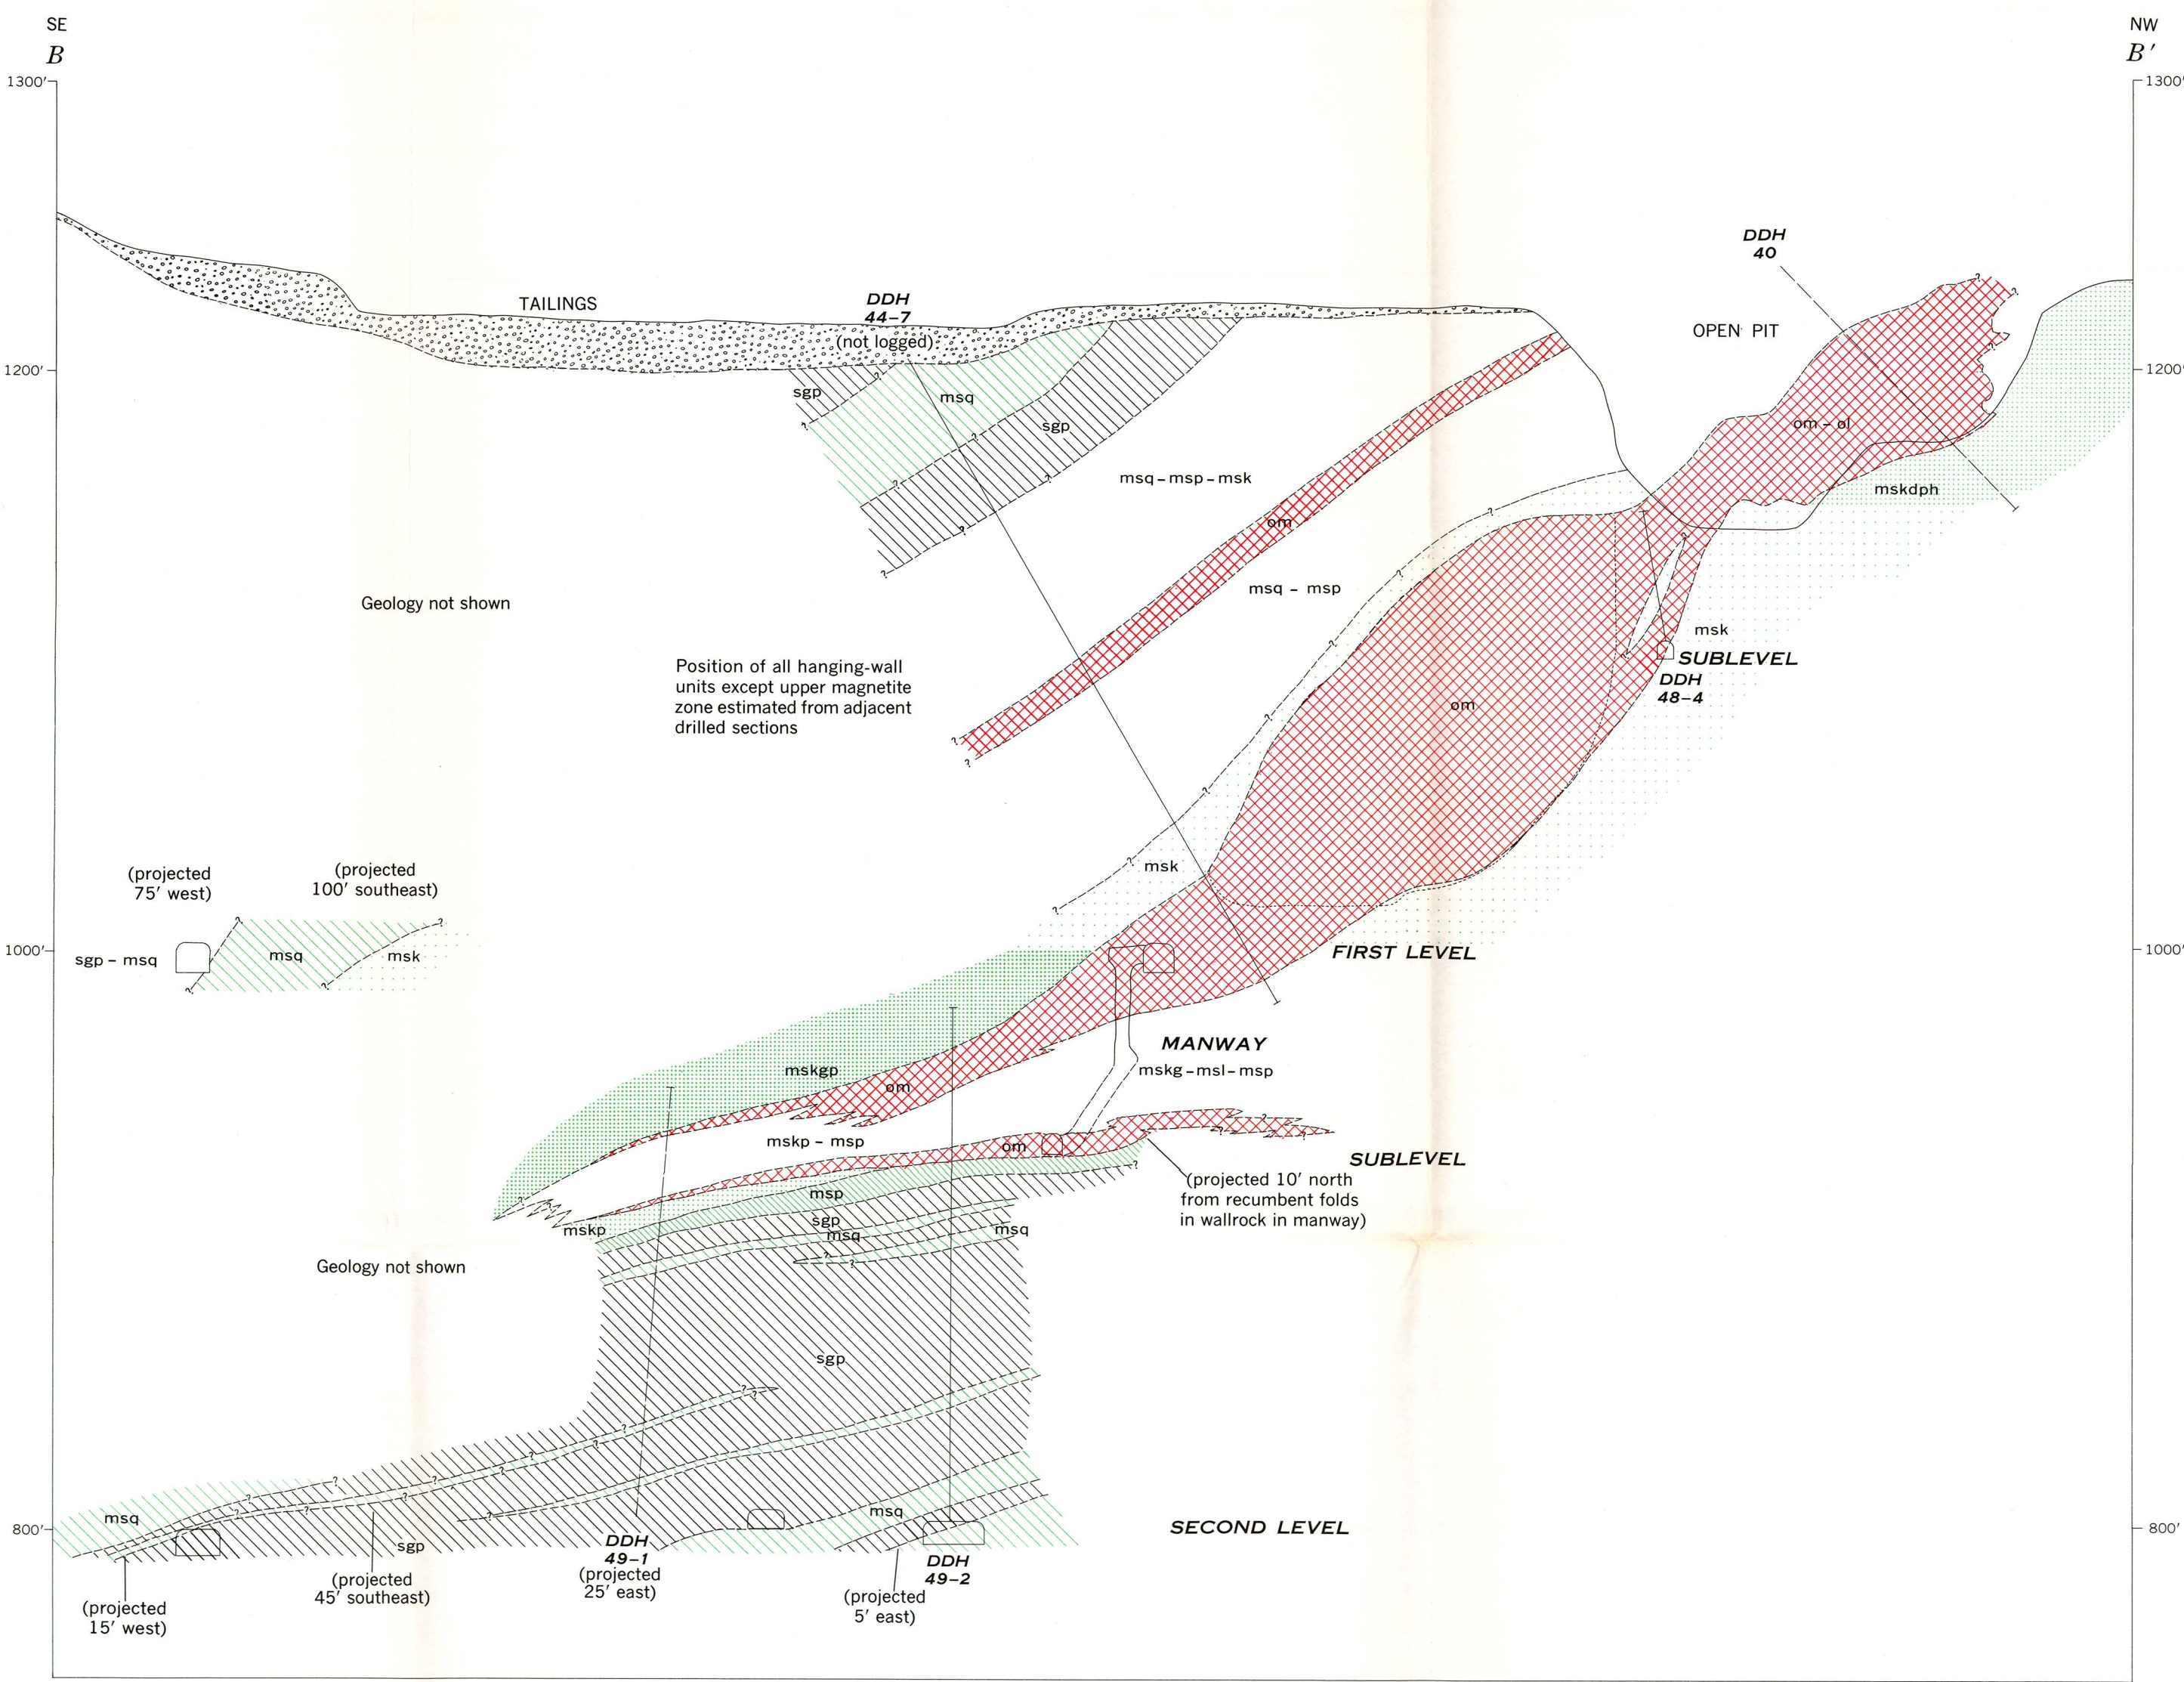 SE
NW
B
B′
1300′
1300′
DDH
40
TAILINGS
DDH
44-7
(not logged)
OPEN PIT
1200′
1200′
sgp
msq
sgp
om - ol
msq - msp - msk
mskdph
om
msq - msp
Geology not shown
msk
SUBLEVEL
DDH
48-4
Position of all hanging-wall
units except upper magnetite
zone estimated from adjacent
drilled sections
om
(projected
75′ west)
(projected
100′ southeast)
msk
1000′
1000′
sgp - msq
msq
msk
FIRST LEVEL
MANWAY
mskg - msl - msp
mskgp
om
mskp - msp
om
SUBLEVEL
(projected 10′ north
from recumbent folds
in wallrock in manway)
msp
sgp
mskp
msq
msq
Geology not shown
sgp
msq
msq
800′
800′
SECOND LEVEL
sgp
DDH
49-1
(projected
25′ east)
DDH
49-2
(projected
45′ southeast)
(projected
5′ east)
(projected
15′ west)